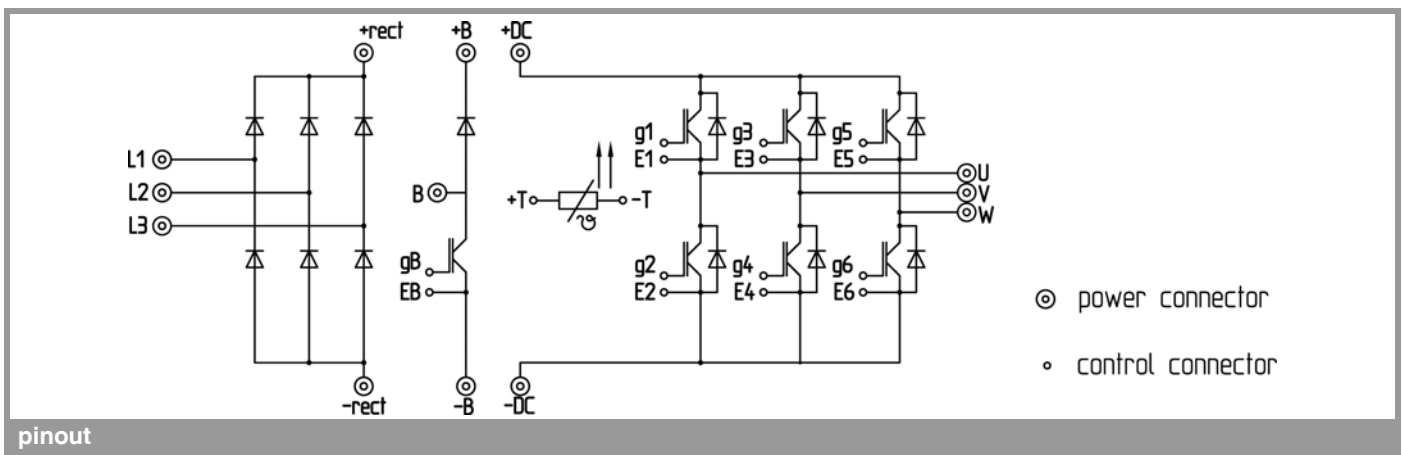 +rect +B +DC
g1 g3 g5
L1 E1 E3 E5
U
L2 B +T ϑ -T V
L3 W
gB g2 g4 g6
EB E2 E4 E6
power connector
control connector
-rect -B -DC
pinout